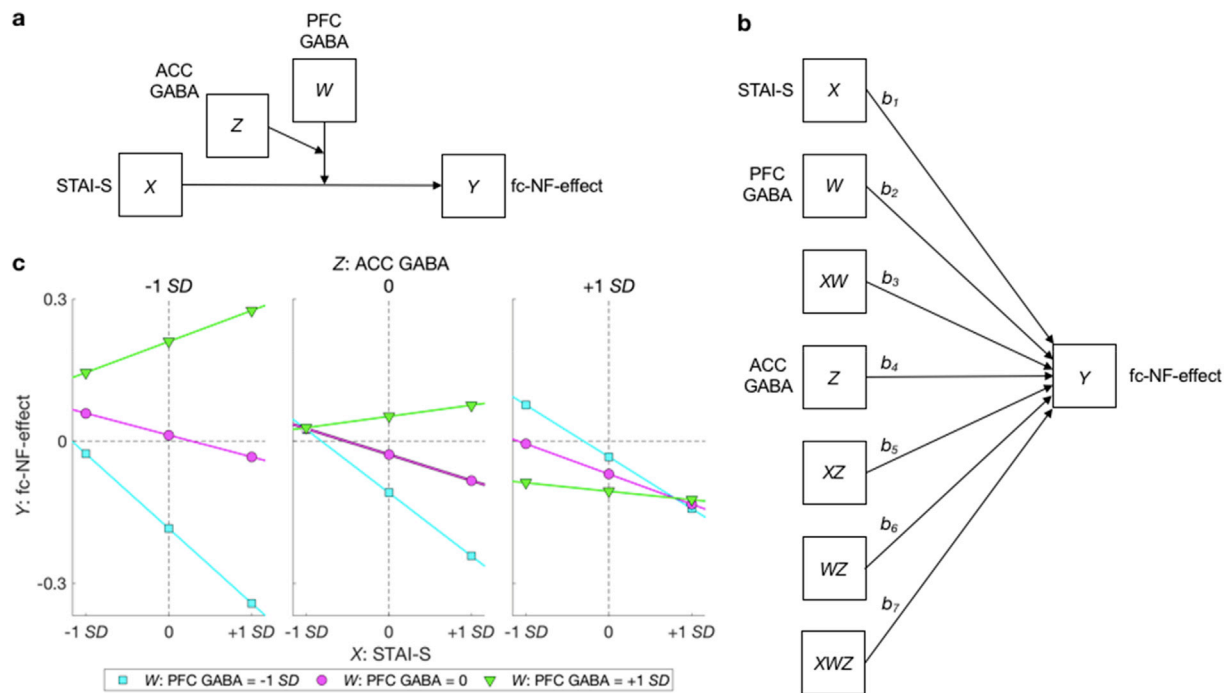 a
PFC
GABA
ACC
GABA
W
Z
STAI-S
X
Y
fc-NF-effect
b
STAI-S
X
b1
PFC
GABA
W
b2
XW
b3
ACC
GABA
Z
b4
Y
fc-NF-effect
XZ
b5
WZ
b6
XWZ
b7
c
Z: ACC GABA
-1 SD
0
+1 SD
Y: fc-NF-effect
0.3
0
-0.3
-1 SD 0 +1 SD
-1 SD 0 +1 SD
-1 SD 0 +1 SD
X: STAI-S
W: PFC GABA = -1 SD W: PFC GABA = 0 W: PFC GABA = +1 SD